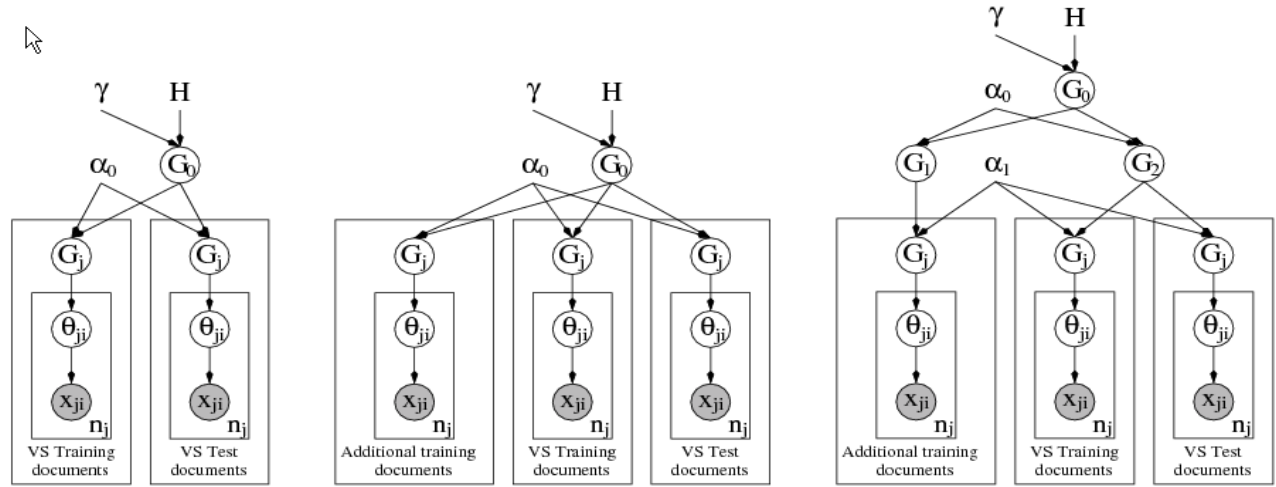 γ H
α₀ G₀
Gⱼ Gⱼ
θⱼᵢ θⱼᵢ
xⱼᵢ xⱼᵢ
nⱼ nⱼ
VS Training
documents
VS Test
documents
γ H
α₀ G₀
Gⱼ Gⱼ Gⱼ
θⱼᵢ θⱼᵢ θⱼᵢ
xⱼᵢ xⱼᵢ xⱼᵢ
nⱼ nⱼ nⱼ
Additional training
documents
VS Training
documents
VS Test
documents
γ H
α₀ G₀
G₁ α₁ G₂
Gⱼ Gⱼ Gⱼ
θⱼᵢ θⱼᵢ θⱼᵢ
xⱼᵢ xⱼᵢ xⱼᵢ
nⱼ nⱼ nⱼ
Additional training
documents
VS Training
documents
VS Test
documents